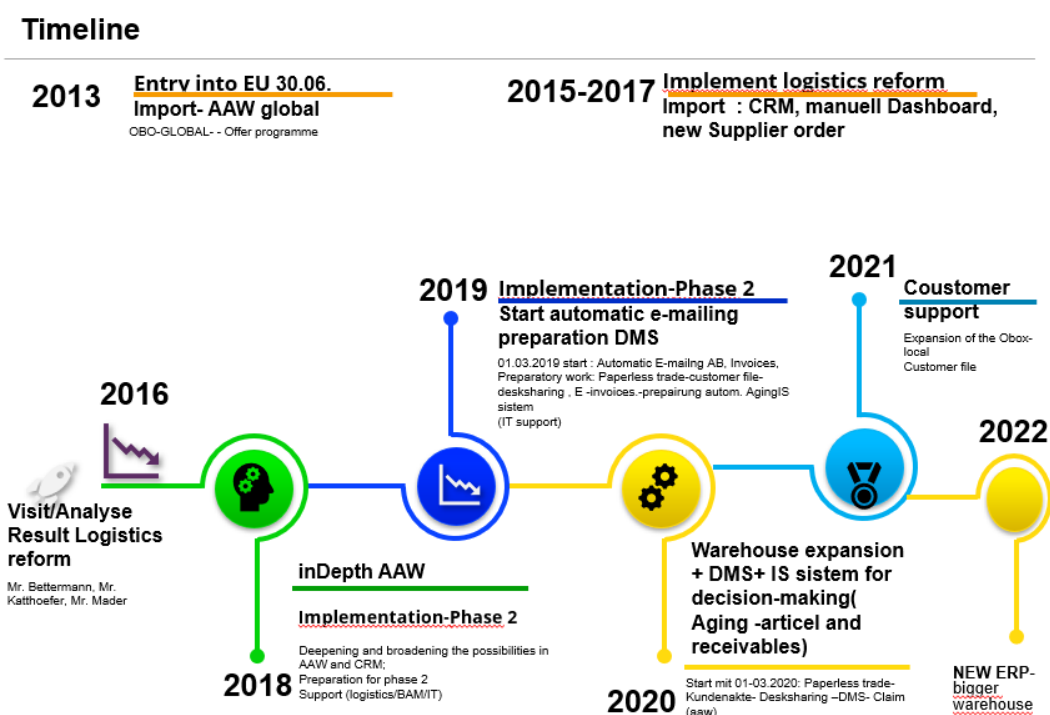 Timeline
2013
Entry into EU 30.06.
Import- AAW global
OBO-GLOBAL- - Offer programme
2015-2017
Implement logistics reform
Import : CRM, manuell Dashboard,
new Supplier order
2016
Visit/Analyse
Result Logistics
reform
Mr. Bettermann, Mr.
Katthoefer, Mr. Mader
2018
inDepth AAW
Implementation-Phase 2
Deepening and broadening the possibilities in
AAW and CRM;
Preparation for phase 2
Support (logistics/BAM/IT)
2019
Implementation-Phase 2
Start automatic e-mailing
preparation DMS
01.03.2019 start : Automatic E-mailng AB, Invoices,
Preparatory work: Paperless trade-customer file-
desksharing , E -invoices.-prepairung autom. AgingIS
sistem
(IT support)
2020
Warehouse expansion
+ DMS+ IS sistem for
decision-making(
Aging -articel and
receivables)
Start mit 01-03.2020: Paperless trade-
Kundenakte- Desksharing –DMS- Claim
(aaw)
2021
Coustomer
support
Expansion of the Obox-
local
Customer file
2022
NEW ERP-
bigger
warehouse